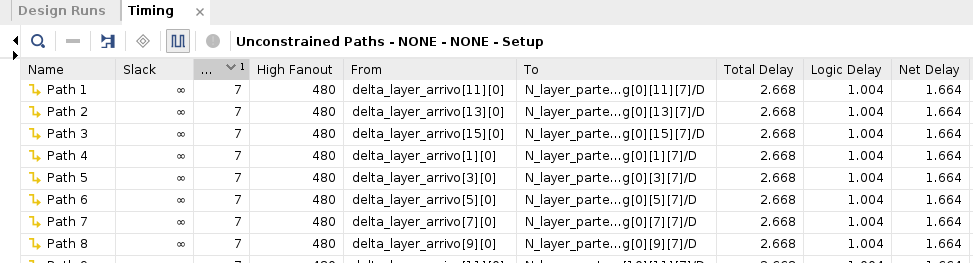 Design Runs Timing ×
Unconstrained Paths - NONE - NONE - Setup
Name Slack ... 1 High Fanout From To Total Delay Logic Delay Net Delay
Path 1 ∞ 7 480 delta_layer_arrivo[11][0] N_layer_parte...g[0][11][7]/D 2.668 1.004 1.664
Path 2 ∞ 7 480 delta_layer_arrivo[13][0] N_layer_parte...g[0][13][7]/D 2.668 1.004 1.664
Path 3 ∞ 7 480 delta_layer_arrivo[15][0] N_layer_parte...g[0][15][7]/D 2.668 1.004 1.664
Path 4 ∞ 7 480 delta_layer_arrivo[1][0] N_layer_parte...g[0][1][7]/D 2.668 1.004 1.664
Path 5 ∞ 7 480 delta_layer_arrivo[3][0] N_layer_parte...g[0][3][7]/D 2.668 1.004 1.664
Path 6 ∞ 7 480 delta_layer_arrivo[5][0] N_layer_parte...g[0][5][7]/D 2.668 1.004 1.664
Path 7 ∞ 7 480 delta_layer_arrivo[7][0] N_layer_parte...g[0][7][7]/D 2.668 1.004 1.664
Path 8 ∞ 7 480 delta_layer_arrivo[9][0] N_layer_parte...g[0][9][7]/D 2.668 1.004 1.664